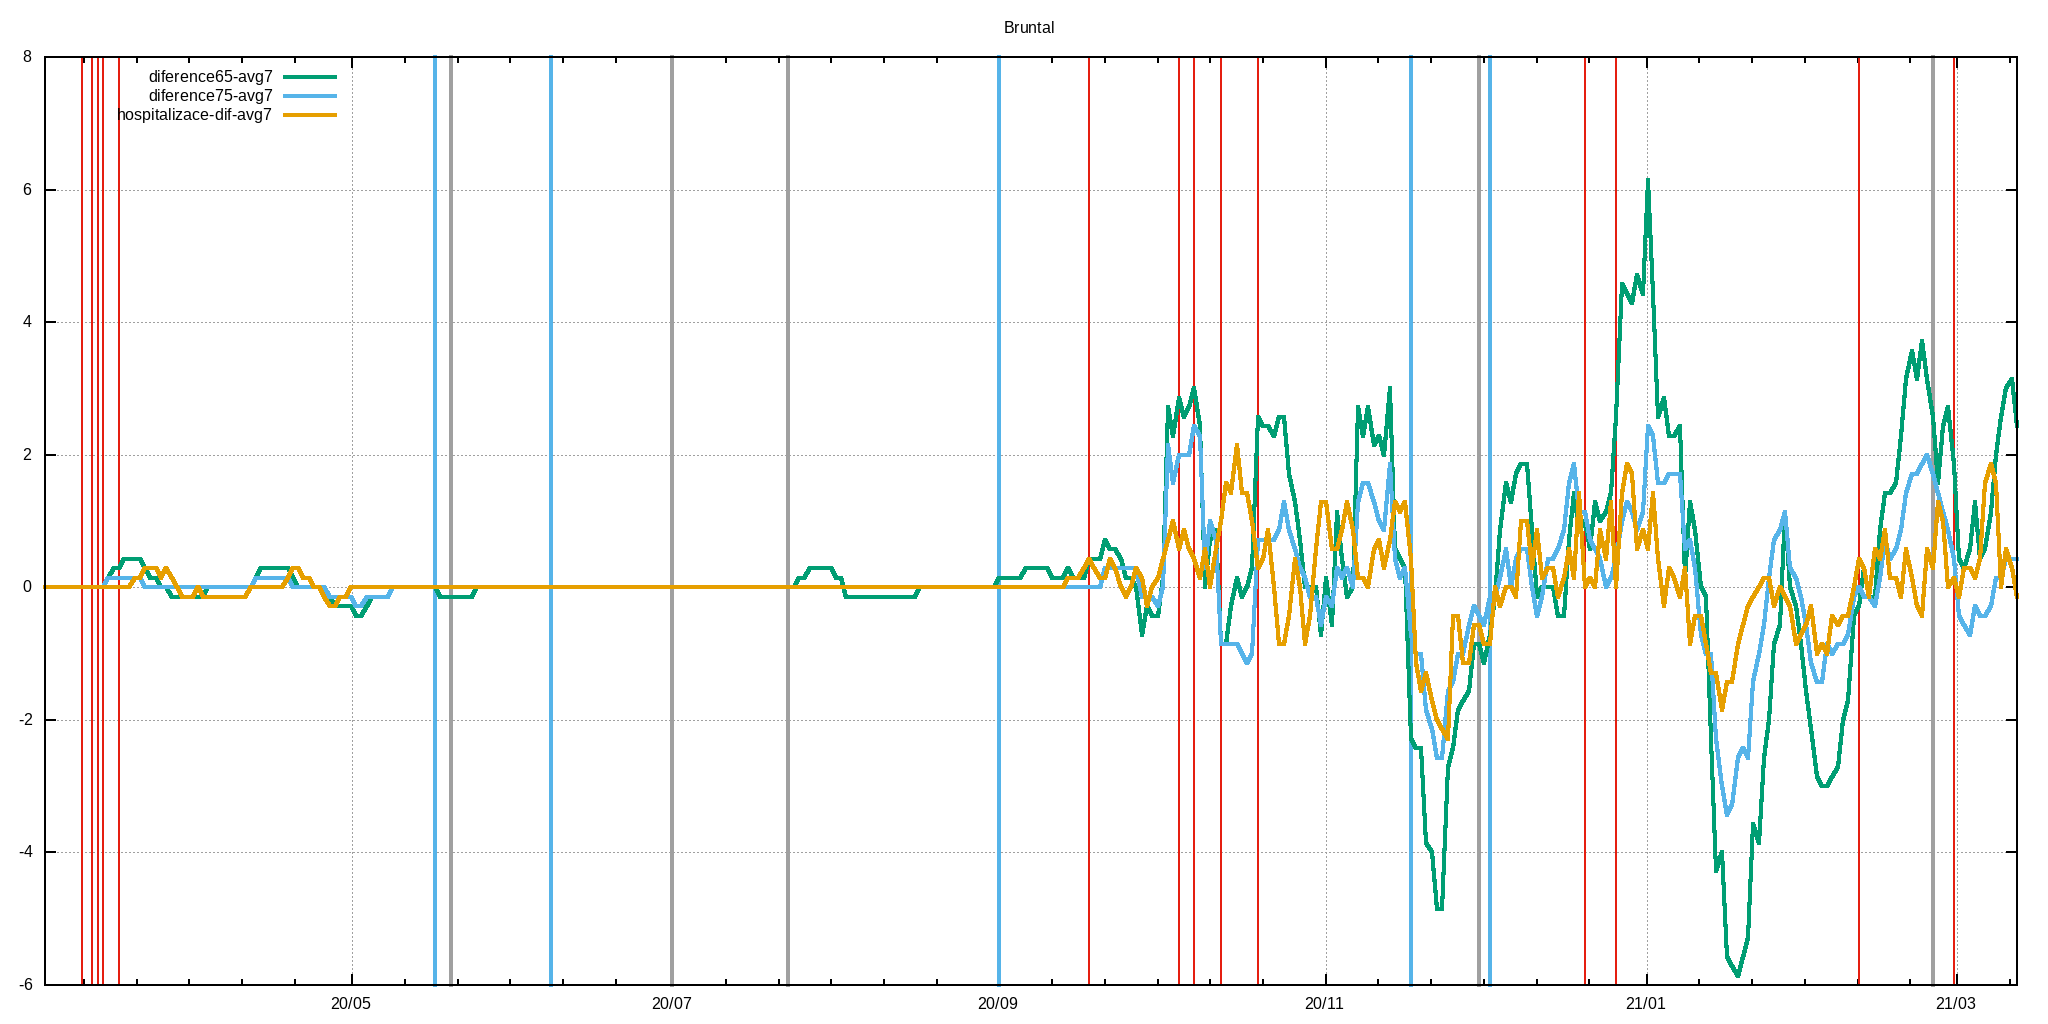 Bruntal
diference65-avg7
diference75-avg7
hospitalizace-dif-avg7
8
6
4
2
0
-2
-4
-6
20/05 20/07 20/09 20/11 21/01 21/03